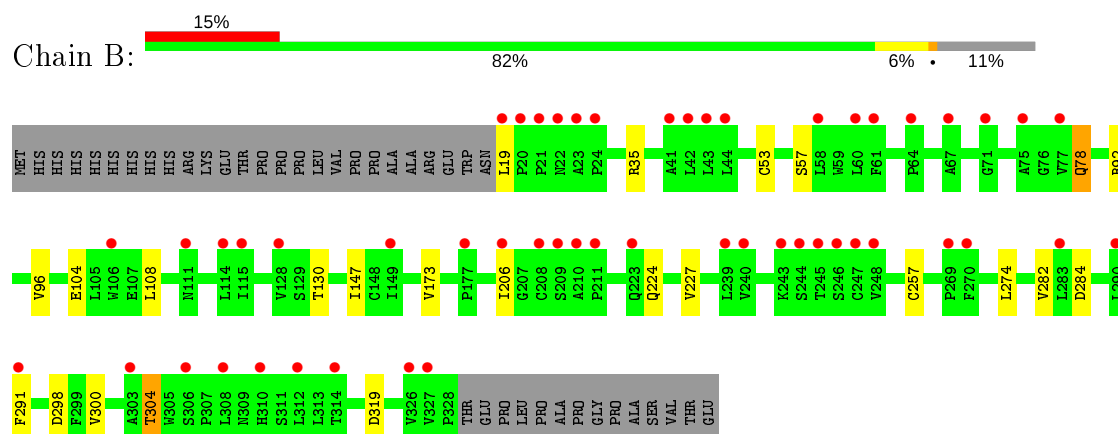 15%
Chain B:
82% 6% • 11%
MET HIS HIS HIS HIS HIS HIS HIS HIS HIS ARG LYS GLU THR PRO PRO PRO LEU VAL PRO PRO ALA ALA ARG GLU TRP ASN L19 P20 P21 N22 A23 P24 R35 A41 L42 L43 L44 C53 S57 L58 W59 L60 F61 P64 A67 G71 A75 G76 V77 Q78
V96 E104 L105 W106 E107 L108 N111 L114 I115 V128 S129 T130 I147 C148 I149 V173 P177 I206 G207 C208 S209 A210 P211 Q223 Q224 V227 L239 V240 K243 S244 T245 S246 C247 V248 C257 P269 F270 L274 V282 L283 D284
F291 D298 F299 V300 A303 T304 W305 S306 P307 L308 N309 H310 S311 L312 L313 T314 D319 V326 V327 P328 THR GLU PRO LEU PRO ALA PRO GLY PRO ALA SER VAL THR GLU